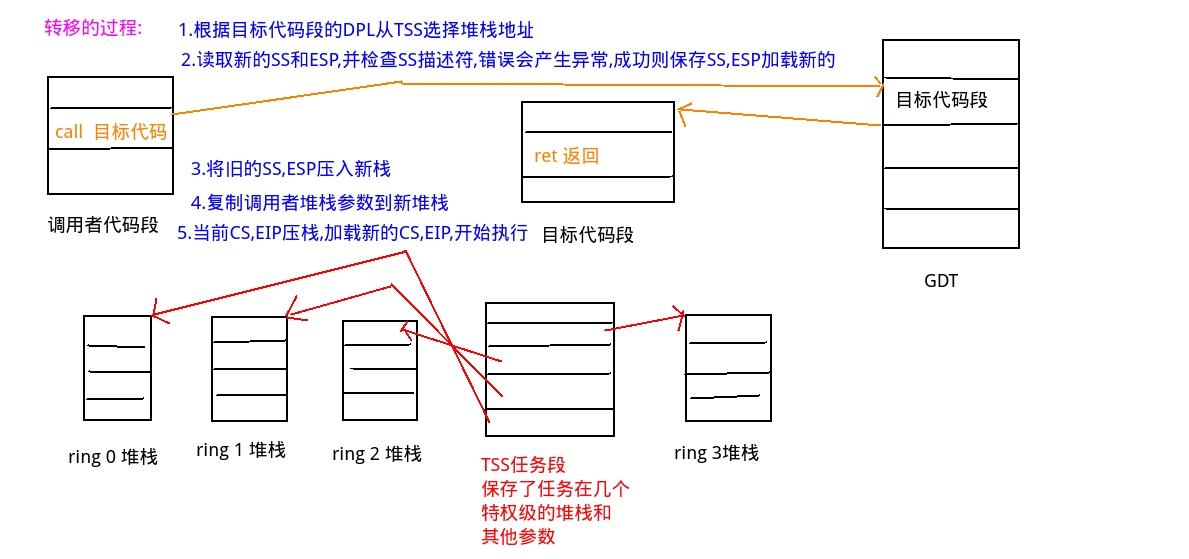 转移的过程:
1.根据目标代码段的DPL从TSS选择堆栈地址
2.读取新的SS和ESP,并检查SS描述符,错误会产生异常,成功则保存SS,ESP加载新的
目标代码段
call 目标代码
ret 返回
3.将旧的SS,ESP压入新栈
4.复制调用者堆栈参数到新堆栈
调用者代码段
5.当前CS,EIP压栈,加载新的CS,EIP,开始执行
目标代码段
GDT
ring 0 堆栈
ring 1 堆栈
ring 2 堆栈
ring 3堆栈
TSS任务段
保存了任务在几个
特权级的堆栈和
其他参数